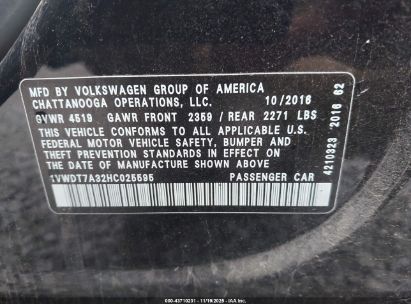 MFD BY VOLKSWAGEN GROUP OF AMERICA
CHATTANOOGA OPERATIONS, LLC. 10/2016
GVWR 4519 GAWR FRONT 2359 / REAR 2271 LBS
THIS VEHICLE CONFORMS TO ALL APPLICABLE U.S.
FEDERAL MOTOR VEHICLE SAFETY, BUMPER AND
THEFT PREVENTION STANDARDS IN EFFECT ON
THE DATE OF MANUFACTURE SHOWN ABOVE
1VWDT7A32HC025595 PASSENGER CAR
4210323 2016 62